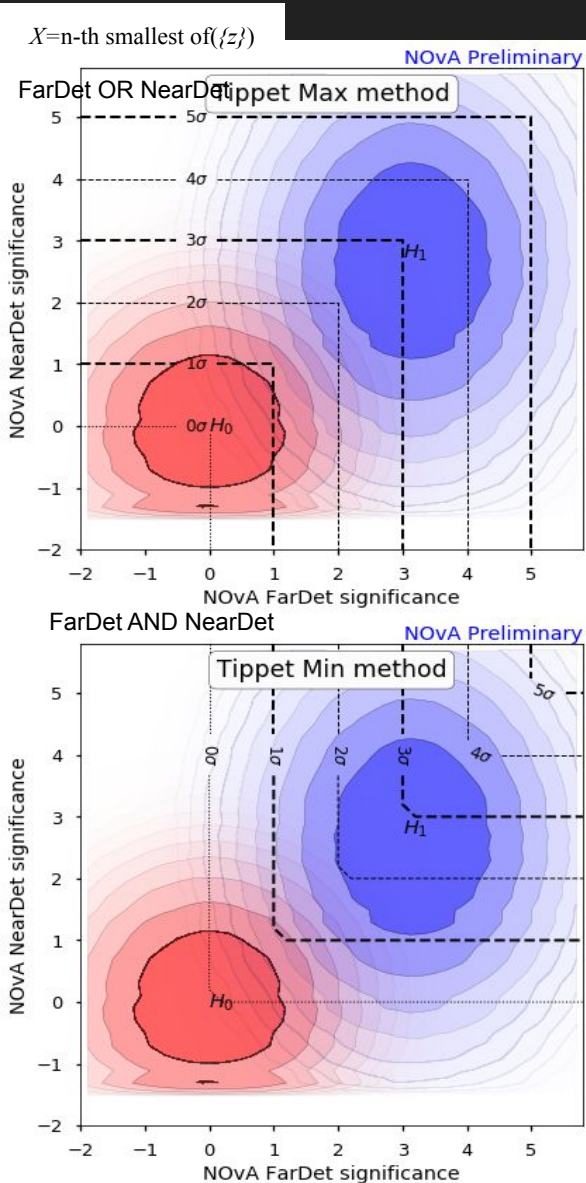 X=n-th smallest of({z})
NOvA Preliminary
FarDet OR NearDet
Tippet Max method
5
4
3
2
1
0
−1
−2
NOvA NearDet significance
5σ
4σ
3σ
H₁
2σ
1σ
0σ H₀
−2 −1 0 1 2 3 4 5
NOvA FarDet significance
FarDet AND NearDet
NOvA Preliminary
Tippet Min method
5
4
3
2
1
0
−1
−2
NOvA NearDet significance
5σ
0σ 1σ 2σ 3σ 4σ
H₁
H₀
−2 −1 0 1 2 3 4 5
NOvA FarDet significance